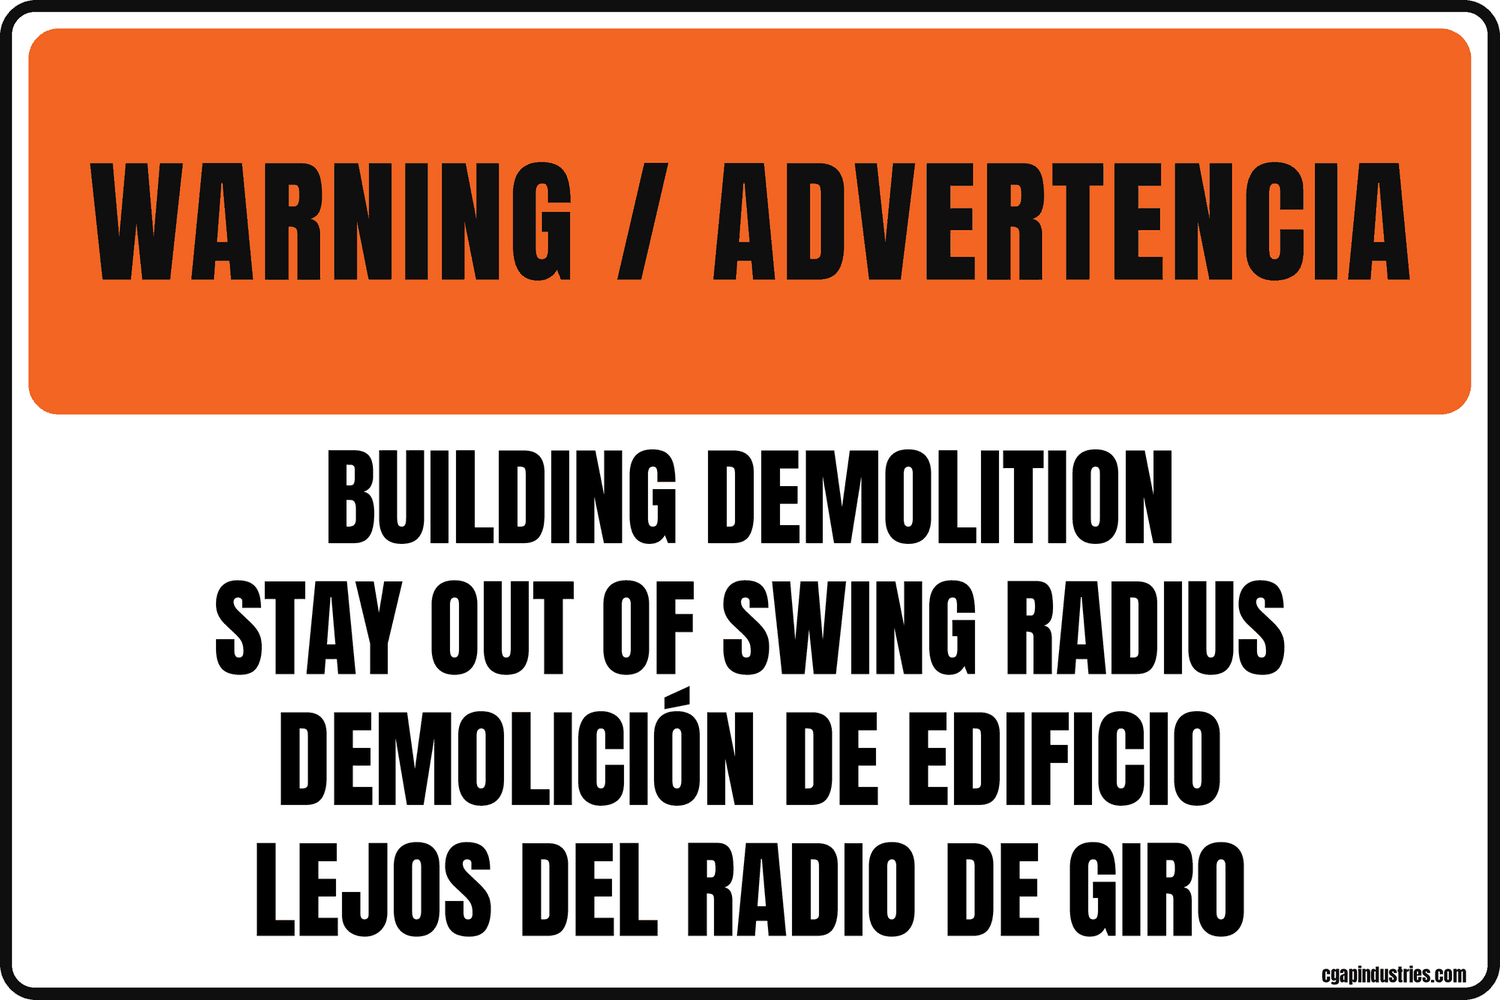 WARNING / ADVERTENCIA
BUILDING DEMOLITION
STAY OUT OF SWING RADIUS
DEMOLICIÓN DE EDIFICIO
LEJOS DEL RADIO DE GIRO
cgapindustries.com